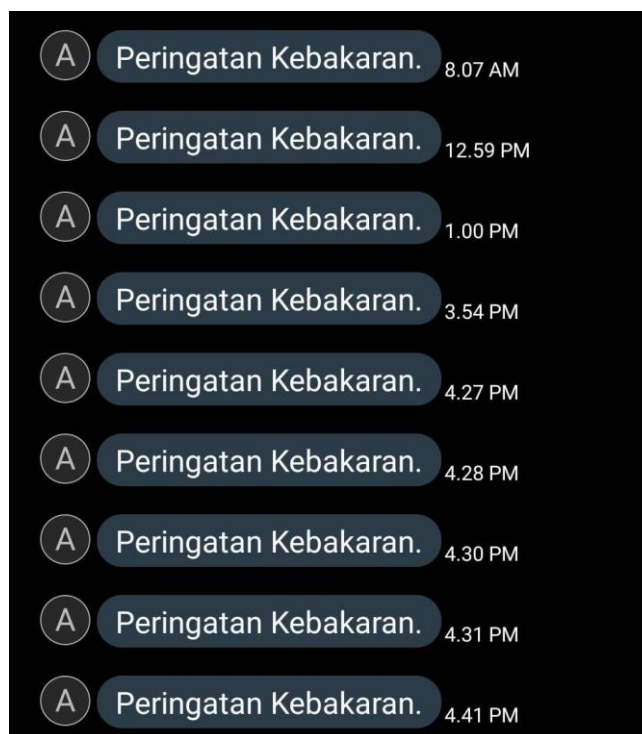 A Peringatan Kebakaran. 8.07 AM
A Peringatan Kebakaran. 12.59 PM
A Peringatan Kebakaran. 1.00 PM
A Peringatan Kebakaran. 3.54 PM
A Peringatan Kebakaran. 4.27 PM
A Peringatan Kebakaran. 4.28 PM
A Peringatan Kebakaran. 4.30 PM
A Peringatan Kebakaran. 4.31 PM
A Peringatan Kebakaran. 4.41 PM